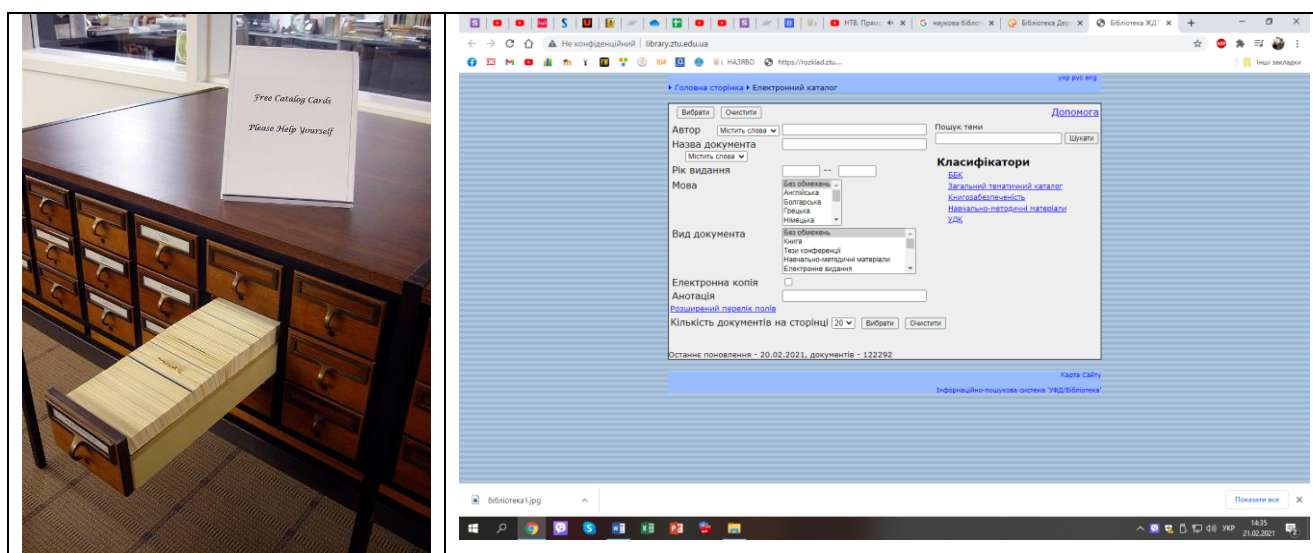 Free Catalog Cards
Please Help Yourself
НТВ. Прям
наукова бібліот
Бібліотека Дер
Бібліотека ЖДТ
Не конфіденційний | library.ztu.edu.ua
104
НАЗЯВО
https://rozklad.ztu....
Інші закладки
укр рус eng
Головна сторінка
Електронний каталог
Вибрати
Очистити
Допомога
Автор
Містить слова
Назва документа
Містить слова
Рік видання
--
Мова
Без обмежень
Англійська
Болгарська
Грецька
Німецька
Вид документа
Без обмежень
Книга
Тези конференції
Навчально-методичні матеріали
Електронне видання
Електронна копія
Анотація
Розширений перелік полів
Кількість документів на сторінці 20 Вибрати Очистити
Останнє поновлення - 20.02.2021, документів - 122292
Пошук теми
Шукати
Класифікатори
ББК
Загальний тематичний каталог
Книгозабезпеченість
Навчально-методичні матеріали
УДК
Карта Сайту
Інформаційно-пошукова система 'УФД/Бібліотека'
бібліотека1.jpg
Показати все
УКР
14:35
21.02.2021